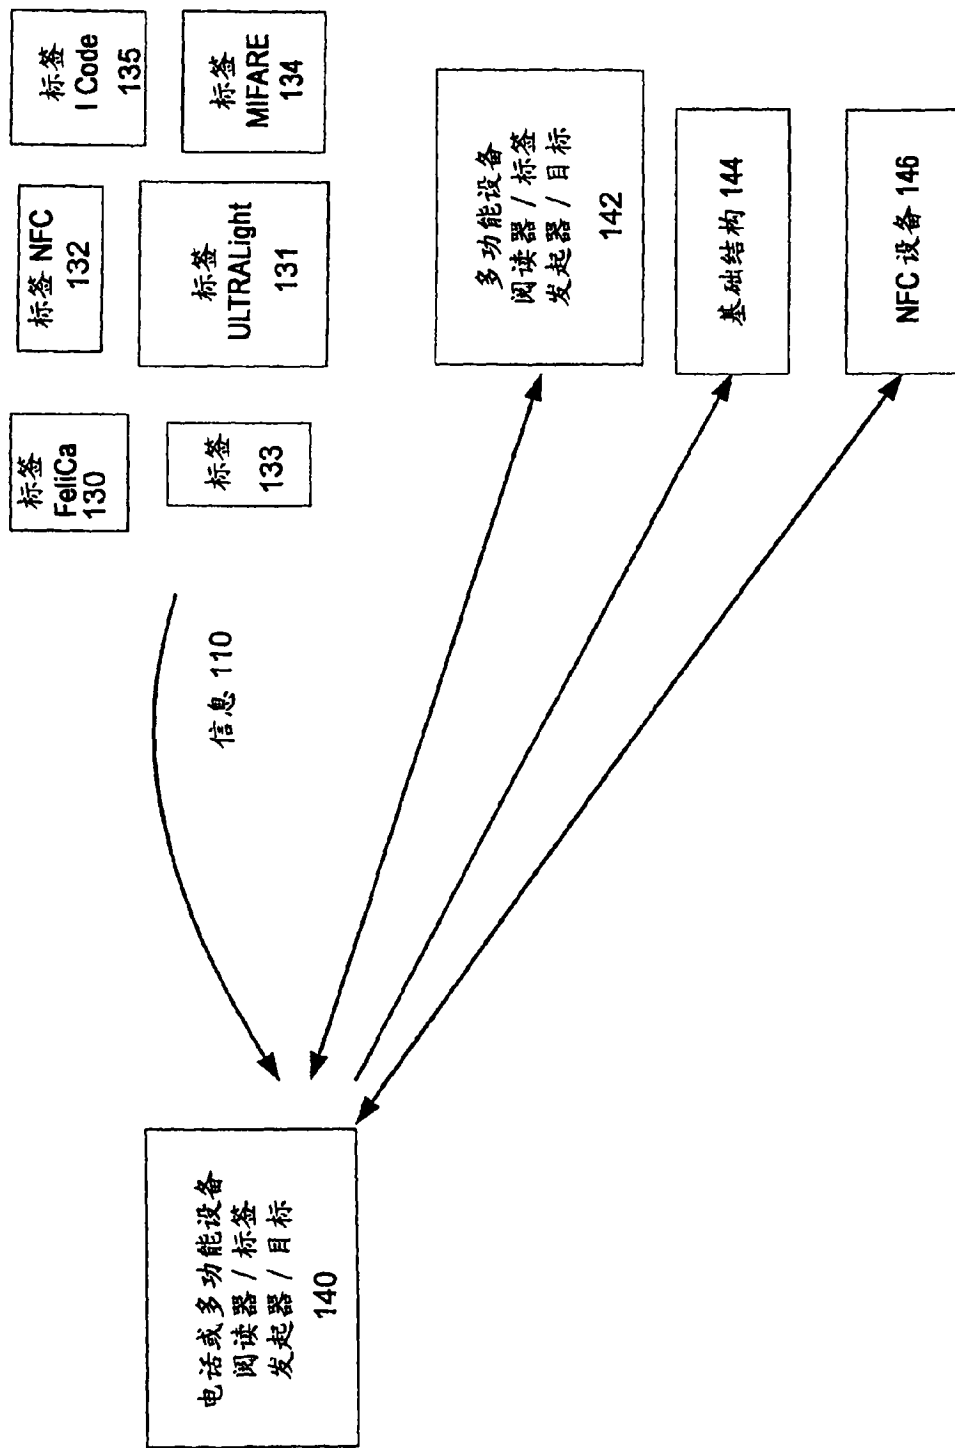 标签
FeliCa
130
标签 NFC
132
标签
I Code
135
标签
133
标签
ULTRALight
131
标签
MIFARE
134
信息 110
电话或多功能设备
阅读器 / 标签
发起器 / 目标
140
多功能设备
阅读器 / 标签
发起器 / 目标
142
基础结构 144
NFC 设备 146